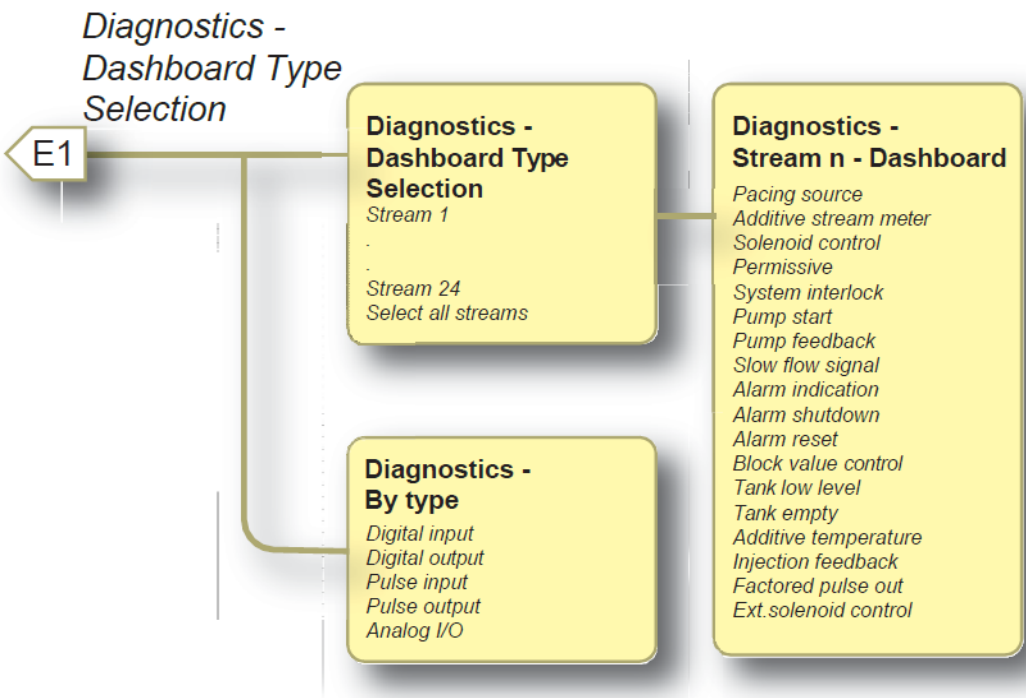 Diagnostics -
Dashboard Type
Selection
E1
Diagnostics -
Dashboard Type
Selection
Stream 1
.
.
Stream 24
Select all streams
Diagnostics -
By type
Digital input
Digital output
Pulse input
Pulse output
Analog I/O
Diagnostics -
Stream n - Dashboard
Pacing source
Additive stream meter
Solenoid control
Permissive
System interlock
Pump start
Pump feedback
Slow flow signal
Alarm indication
Alarm shutdown
Alarm reset
Block value control
Tank low level
Tank empty
Additive temperature
Injection feedback
Factored pulse out
Ext.solenoid control